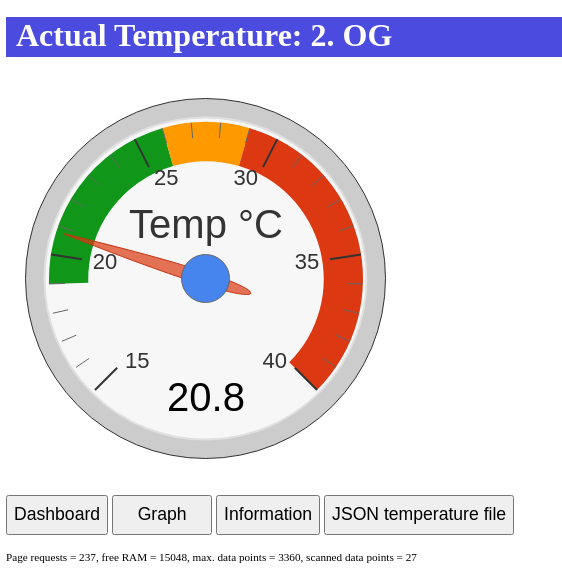 Actual Temperature: 2. OG
25
30
Temp °C
20
35
15
40
20.8
Dashboard
Graph
Information
JSON temperature file
Page requests = 237, free RAM = 15048, max. data points = 3360, scanned data points = 27